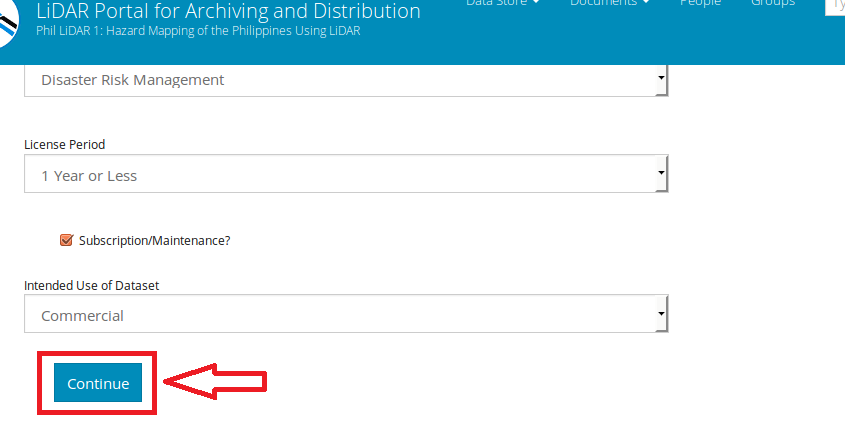 LiDAR Portal for Archiving and Distribution
Data Store Documents People Groups Ty
Phil LiDAR 1: Hazard Mapping of the Philippines Using LiDAR
Disaster Risk Management
License Period
1 Year or Less
Subscription/Maintenance?
Intended Use of Dataset
Commercial
Continue